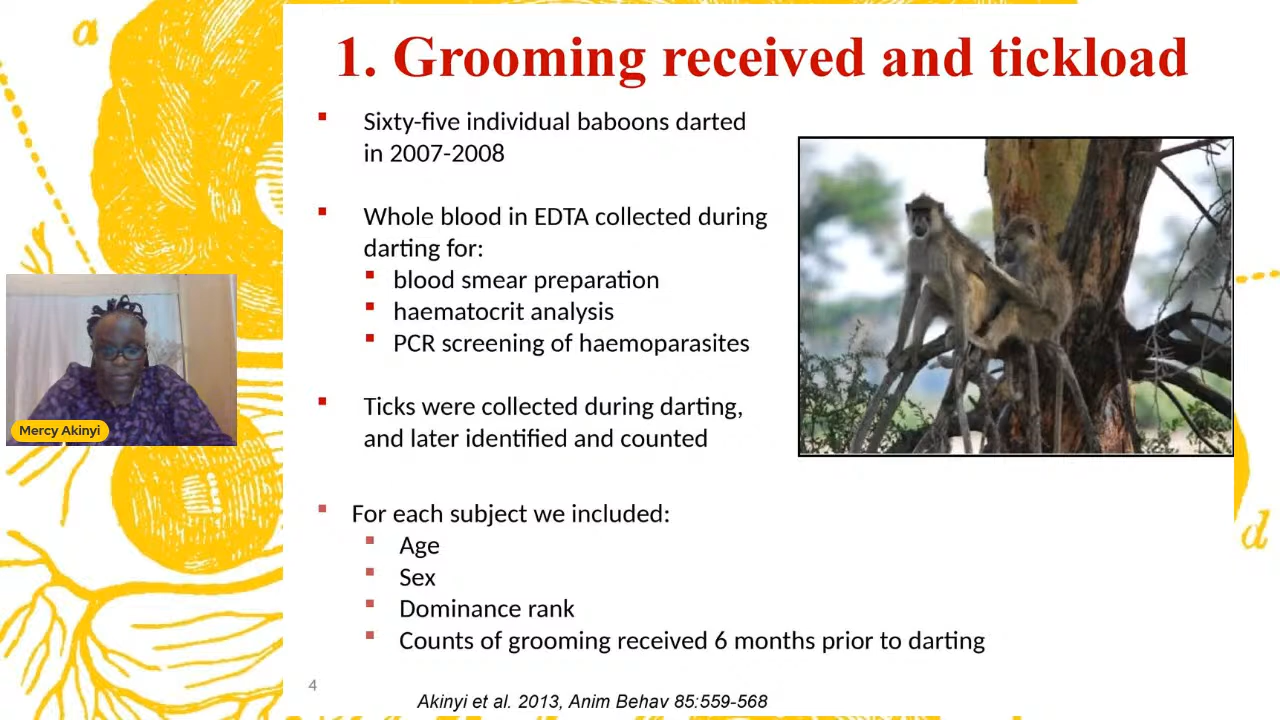 a
1. Grooming received and tickload
Sixty-five individual baboons darted
in 2007-2008
Whole blood in EDTA collected during
darting for:
blood smear preparation
haematocrit analysis
PCR screening of haemoparasites
Mercy Akinyi
Ticks were collected during darting,
and later identified and counted
For each subject we included:
Age
Sex
Dominance rank
Counts of grooming received 6 months prior to darting
d
4
Akinyi et al. 2013, Anim Behav 85:559-568